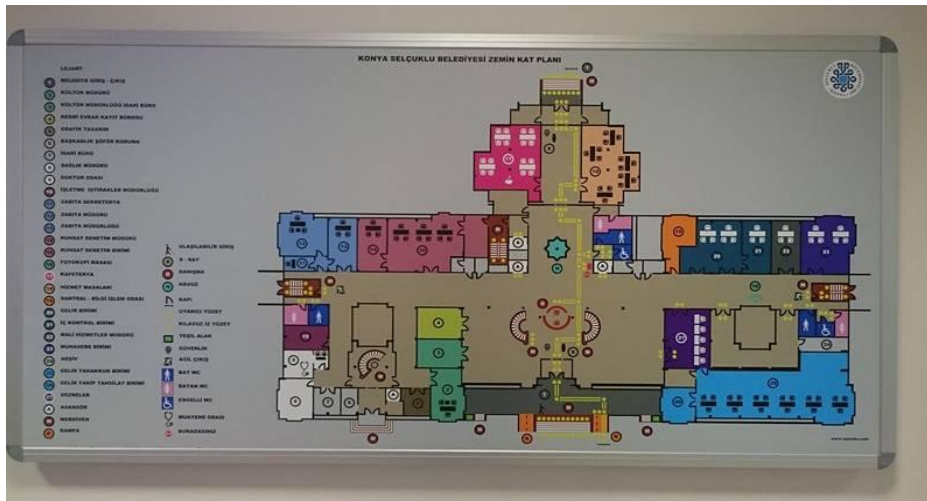 KONYA SELÇUKLU BELEDİYESİ ZEMİN KAT PLANI
LEJANT
BELEDİYE GİRİŞ - ÇIKIŞ
KÜLTÜR MÜDÜRÜ
KÜLTÜR MÜDÜRLÜĞÜ İDARİ BÜRO
RESMİ EVRAK KAYIT BÜROSU
GRAFİK TASARIM
BAŞKANLIK ŞÖFÖR KORUMA
İDARİ BÜRO
SAĞLIK MÜDÜRÜ
DOKTOR ODASI
İŞLETME İŞTİRAKLER MÜDÜRLÜĞÜ
ZABITA SEKRETERYA
ZABITA MÜDÜRÜ
ZABITA MÜDÜRLÜĞÜ
RUHSAT DENETİM MÜDÜRÜ
RUHSAT DENETİM BİRİMİ
FOTOKOPİ MASASI
KAFETERYA
HİZMET MASALARI
SANTRAL - BİLGİ İŞLEM ODASI
GELİR BİRİMİ
İÇ KONTROL BİRİMİ
MALİ HİZMETLER MÜDÜRÜ
MUHASEBE BİRİMİ
ARŞİV
GELİR TAHAKKUK BİRİMİ
GELİR TAKİP TAHSİLAT BİRİMİ
VEZNELER
ASANSÖR
MERDİVEN
RAMPA
ULAŞILABİLİR GİRİŞ
X - RAY
DANIŞMA
HAVUZ
KAPI
UYARICI YÜZEY
KILAVUZ İZ YÜZEY
YEŞİL ALAN
GÜVENLİK
ACİL ÇIKIŞ
BAY WC
BAYAN WC
ENGELLİ WC
MUAYENE ODASI
BURADASINIZ